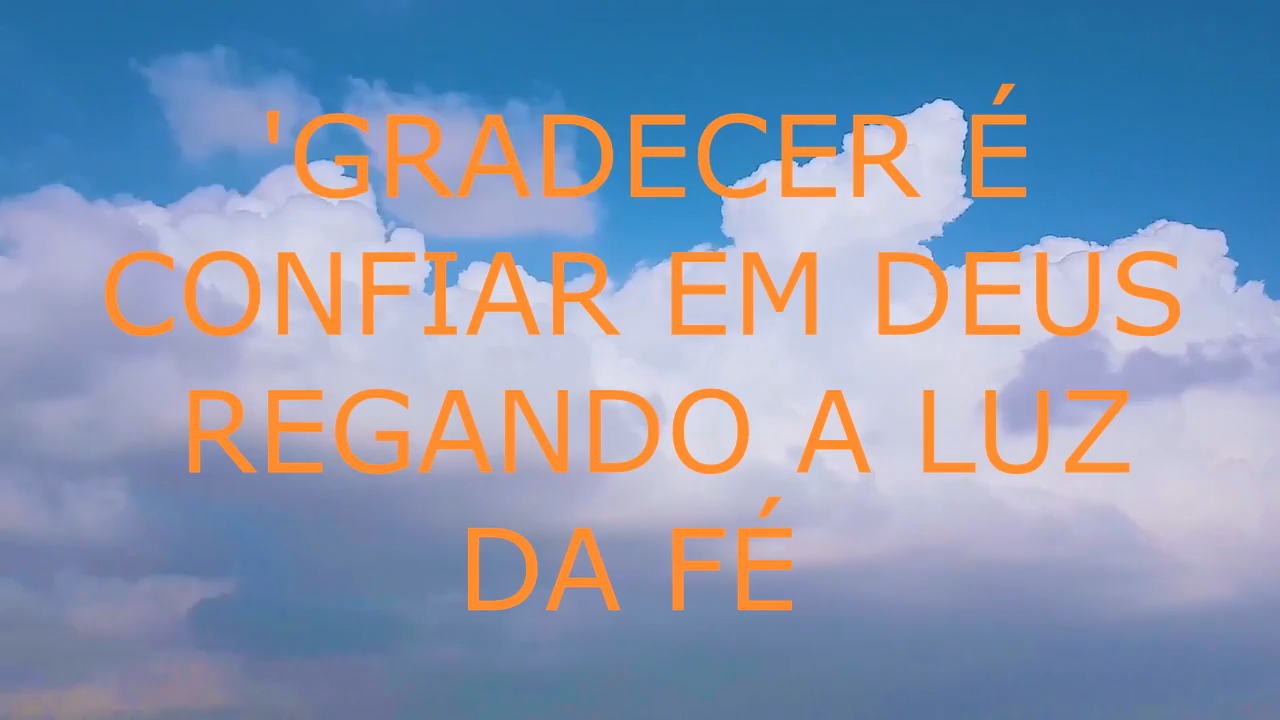 'GRADECER É
CONFIAR EM DEUS
REGANDO A LUZ
DA FÉ